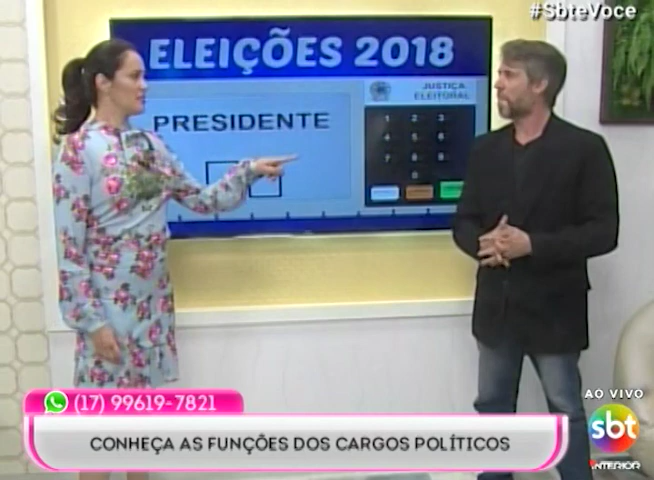 #SbteVoce
ELEIÇÕES 2018
JUSTIÇA
ELEITORAL
PRESIDENTE
1 2 3
4 5 6
7 8 9
0
(17) 99619-7821
CONHEÇA AS FUNÇÕES DOS CARGOS POLÍTICOS
AO VIVO
sbt
INTERIOR